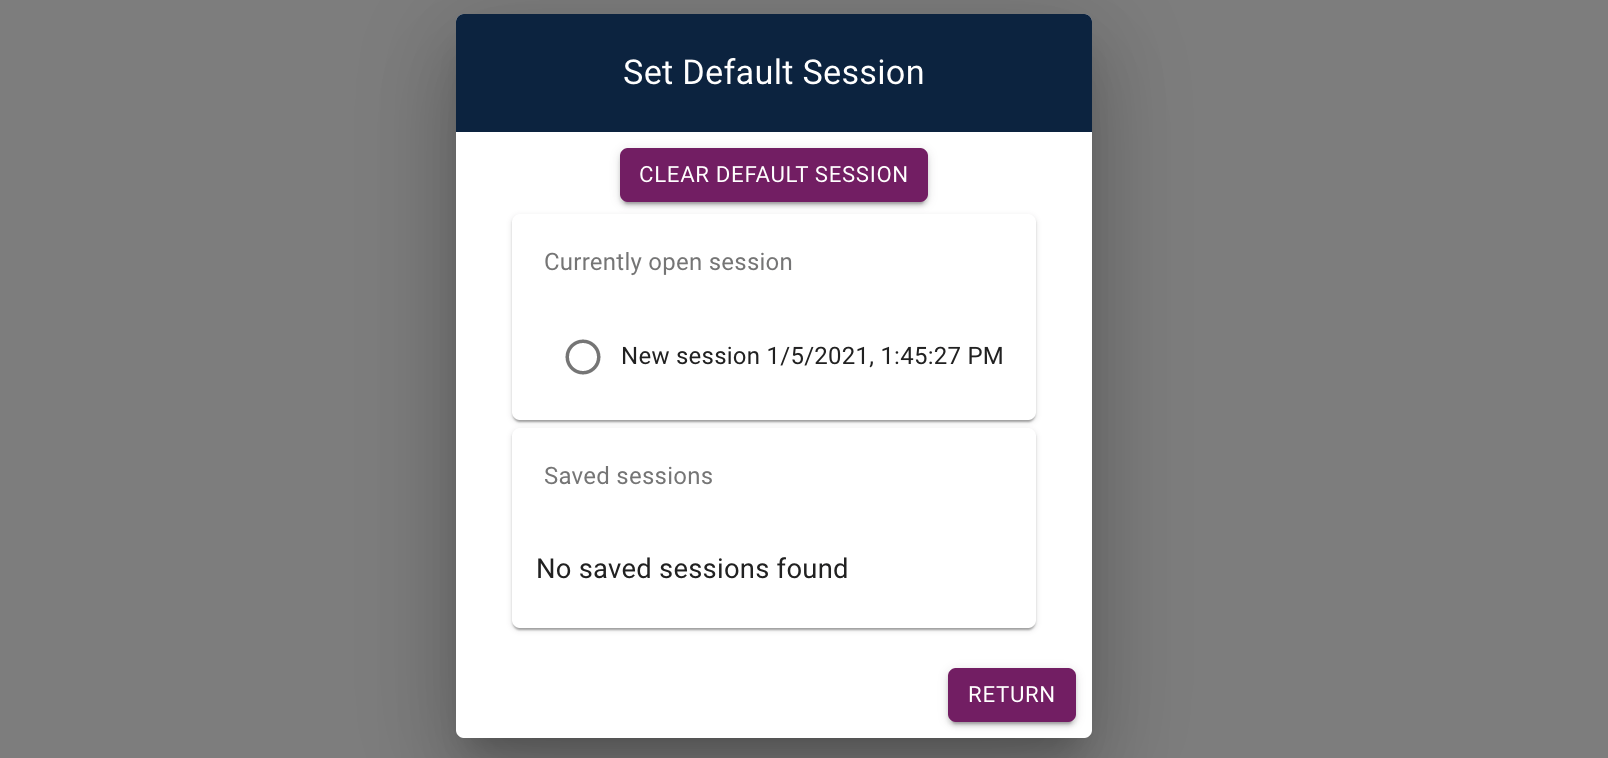 Set Default Session
CLEAR DEFAULT SESSION
Currently open session
New session 1/5/2021, 1:45:27 PM
Saved sessions
No saved sessions found
RETURN